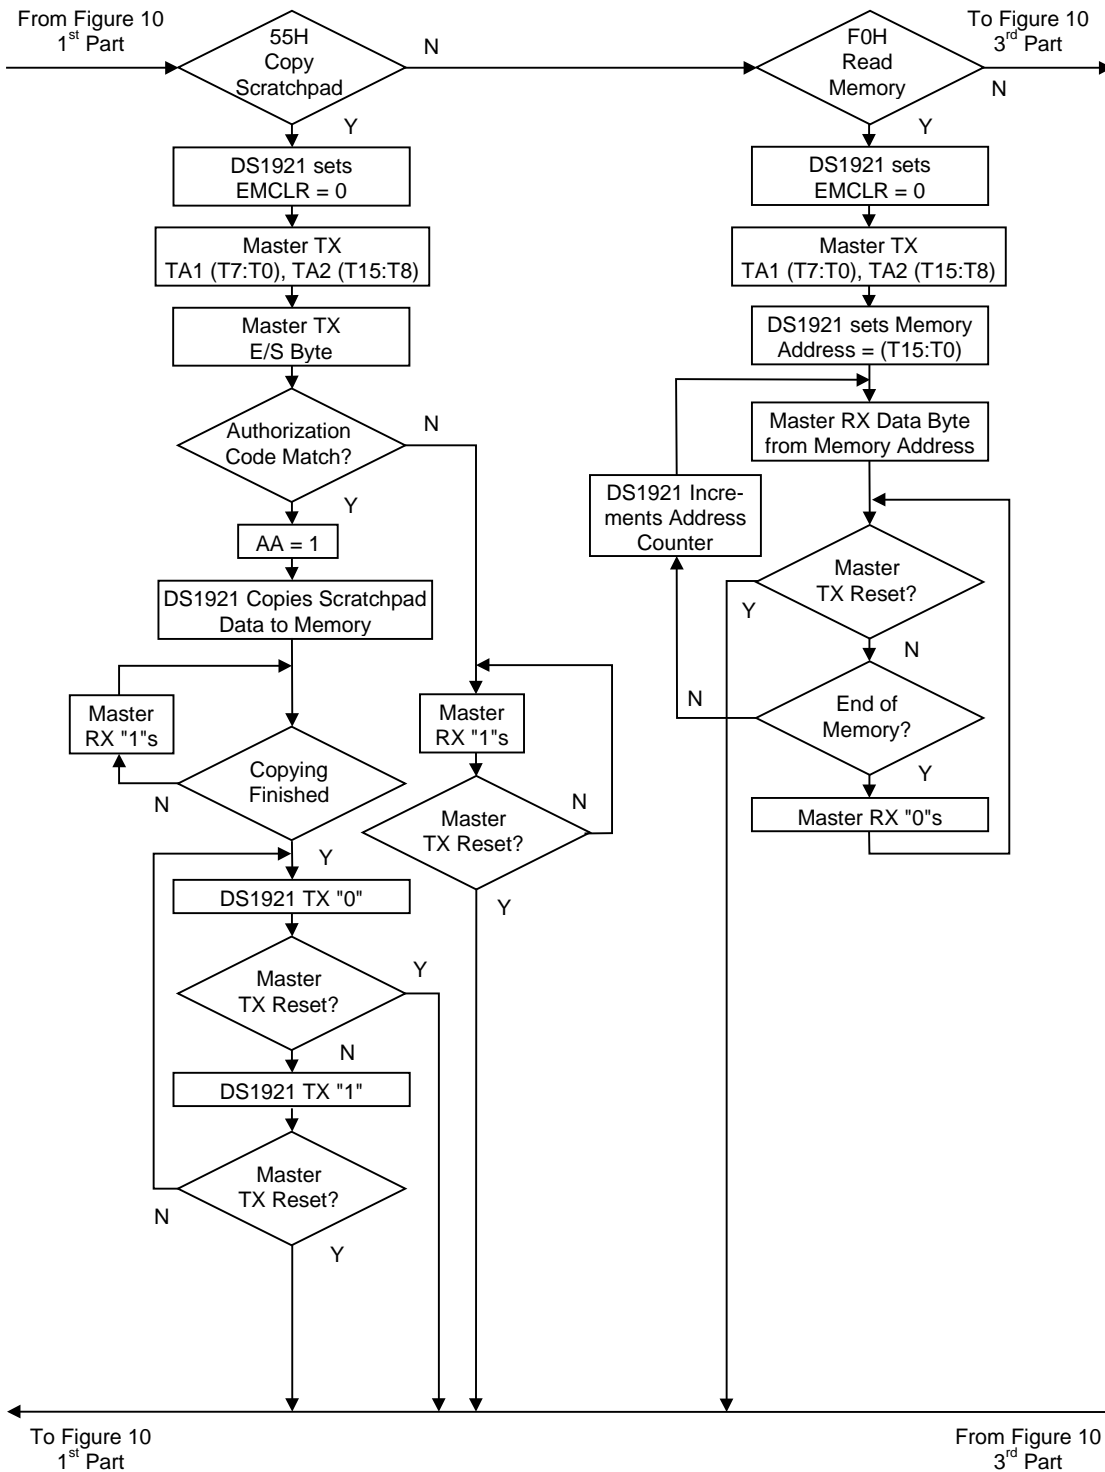 From Figure 10
1st Part
55H
Copy
Scratchpad
N
Y
F0H
Read
Memory
N
Y
To Figure 10
3rd Part
DS1921 sets
EMCLR = 0
Master TX
TA1 (T7:T0), TA2 (T15:T8)
Master TX
E/S Byte
Authorization
Code Match?
N
Y
AA = 1
DS1921 Copies Scratchpad
Data to Memory
Master
RX "1"s
Copying
Finished
N
Y
DS1921 TX "0"
Master
TX Reset?
Y
N
DS1921 TX "1"
Master
TX Reset?
N
Y
Master
RX "1"s
Master
TX Reset?
N
Y
DS1921 sets
EMCLR = 0
Master TX
TA1 (T7:T0), TA2 (T15:T8)
DS1921 sets Memory
Address = (T15:T0)
Master RX Data Byte
from Memory Address
DS1921 Incre-
ments Address
Counter
Master
TX Reset?
Y
N
End of
Memory?
N
Y
Master RX "0"s
To Figure 10
1st Part
From Figure 10
3rd Part